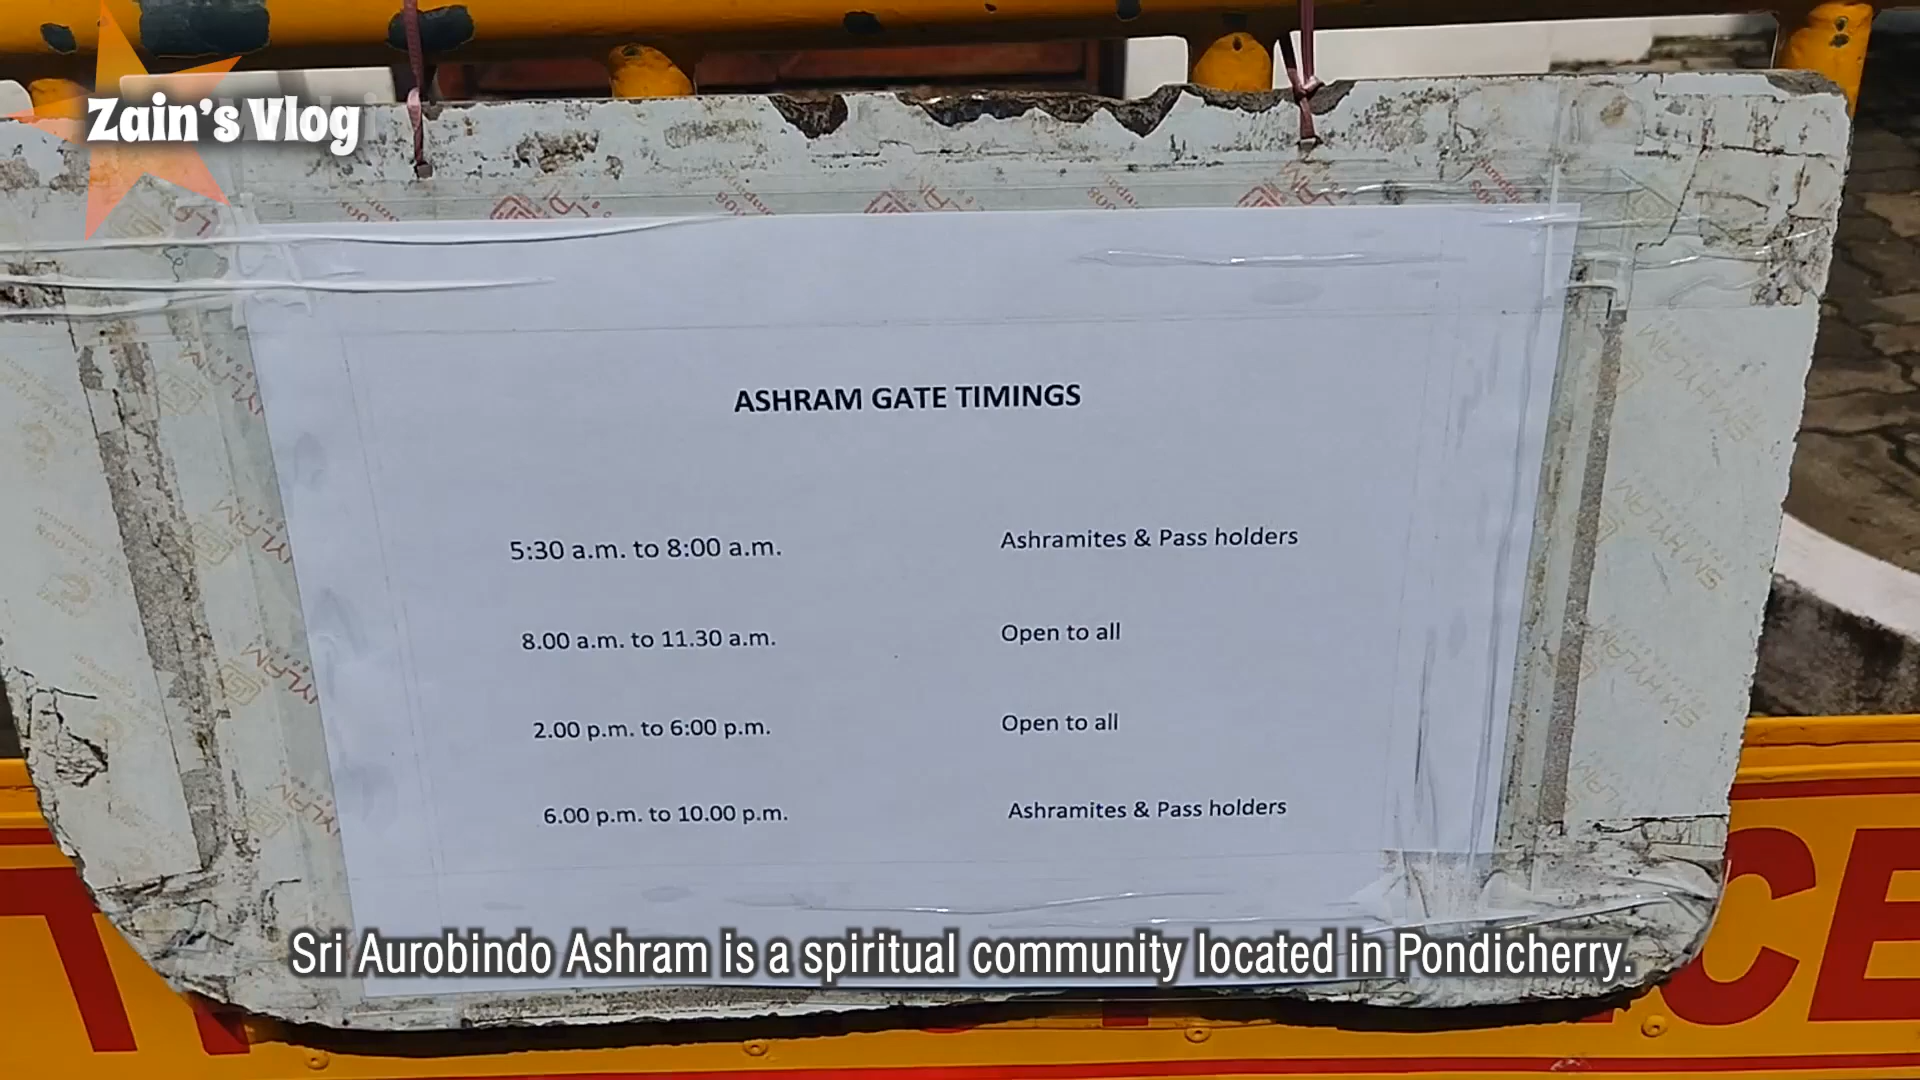 Zain's Vlog
ASHRAM GATE TIMINGS
5:30 a.m. to 8:00 a.m. Ashramites & Pass holders
8.00 a.m. to 11.30 a.m. Open to all
2.00 p.m. to 6:00 p.m. Open to all
6.00 p.m. to 10.00 p.m. Ashramites & Pass holders
Sri Aurobindo Ashram is a spiritual community located in Pondicherry.